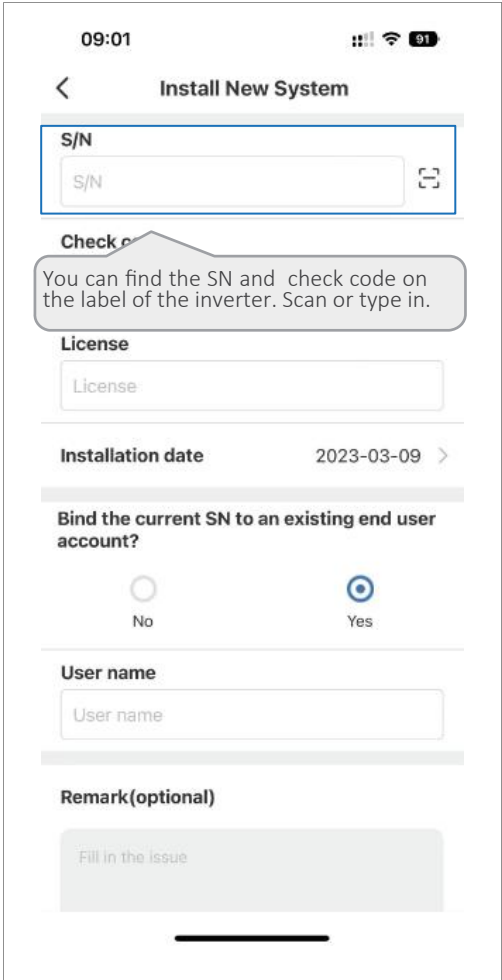 09:01
91
Install New System
S/N
S/N
Check
You can find the SN and check code on
the label of the inverter. Scan or type in.
License
License
Installation date 2023-03-09
Bind the current SN to an existing end user
account?
No Yes
User name
User name
Remark(optional)
Fill in the issue